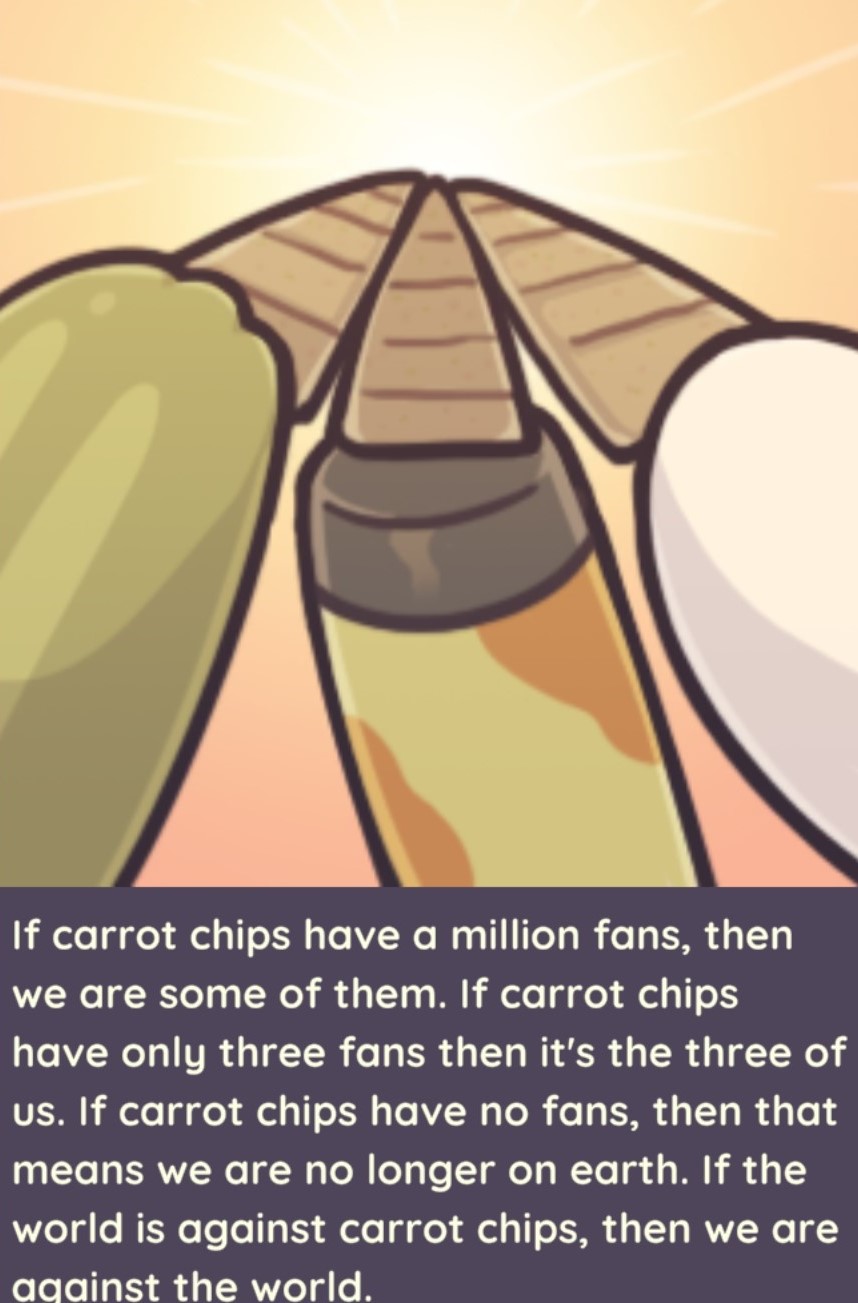 If carrot chips have a million fans, then
we are some of them. If carrot chips
have only three fans then it's the three of
us. If carrot chips have no fans, then that
means we are no longer on earth. If the
world is against carrot chips, then we are
against the world.